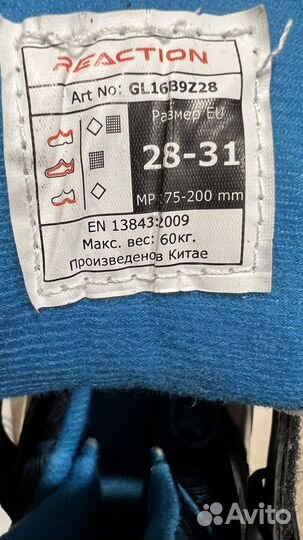 REACTION
Art No: GL16B9Z28
Размер EU
28-31
MP 175-200 mm
EN 13843:2009
Макс. вес: 60кг.
Произведенов Китае
Avito